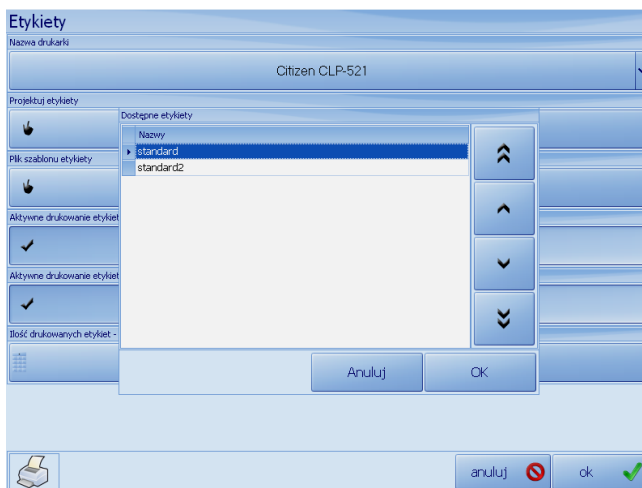 Etykiety
Nazwa drukarki
Citizen CLP-521
Projektuj etykiety
Dostępne etykiety
Nazwy
standard
standard2
Plik szablonu etykiety
Aktywne drukowanie etykiet
Aktywne drukowanie etykiet
Ilość drukowanych etykiet -
Anuluj
OK
anuluj
ok